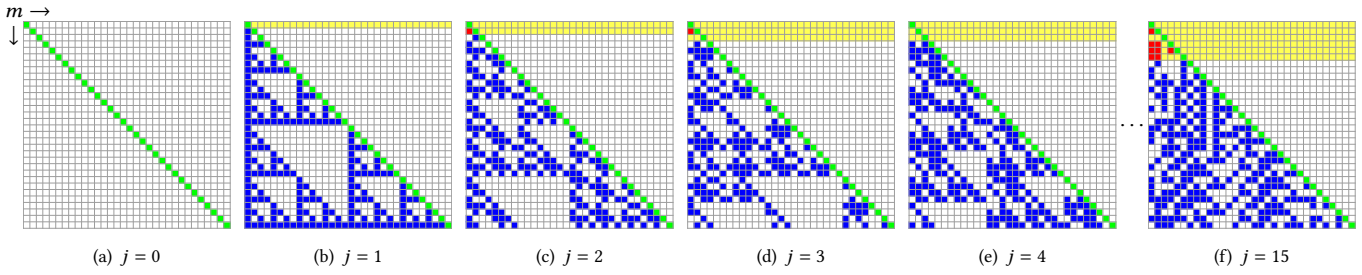 m →
↓
...
(a) j = 0
(b) j = 1
(c) j = 2
(d) j = 3
(e) j = 4
(f) j = 15